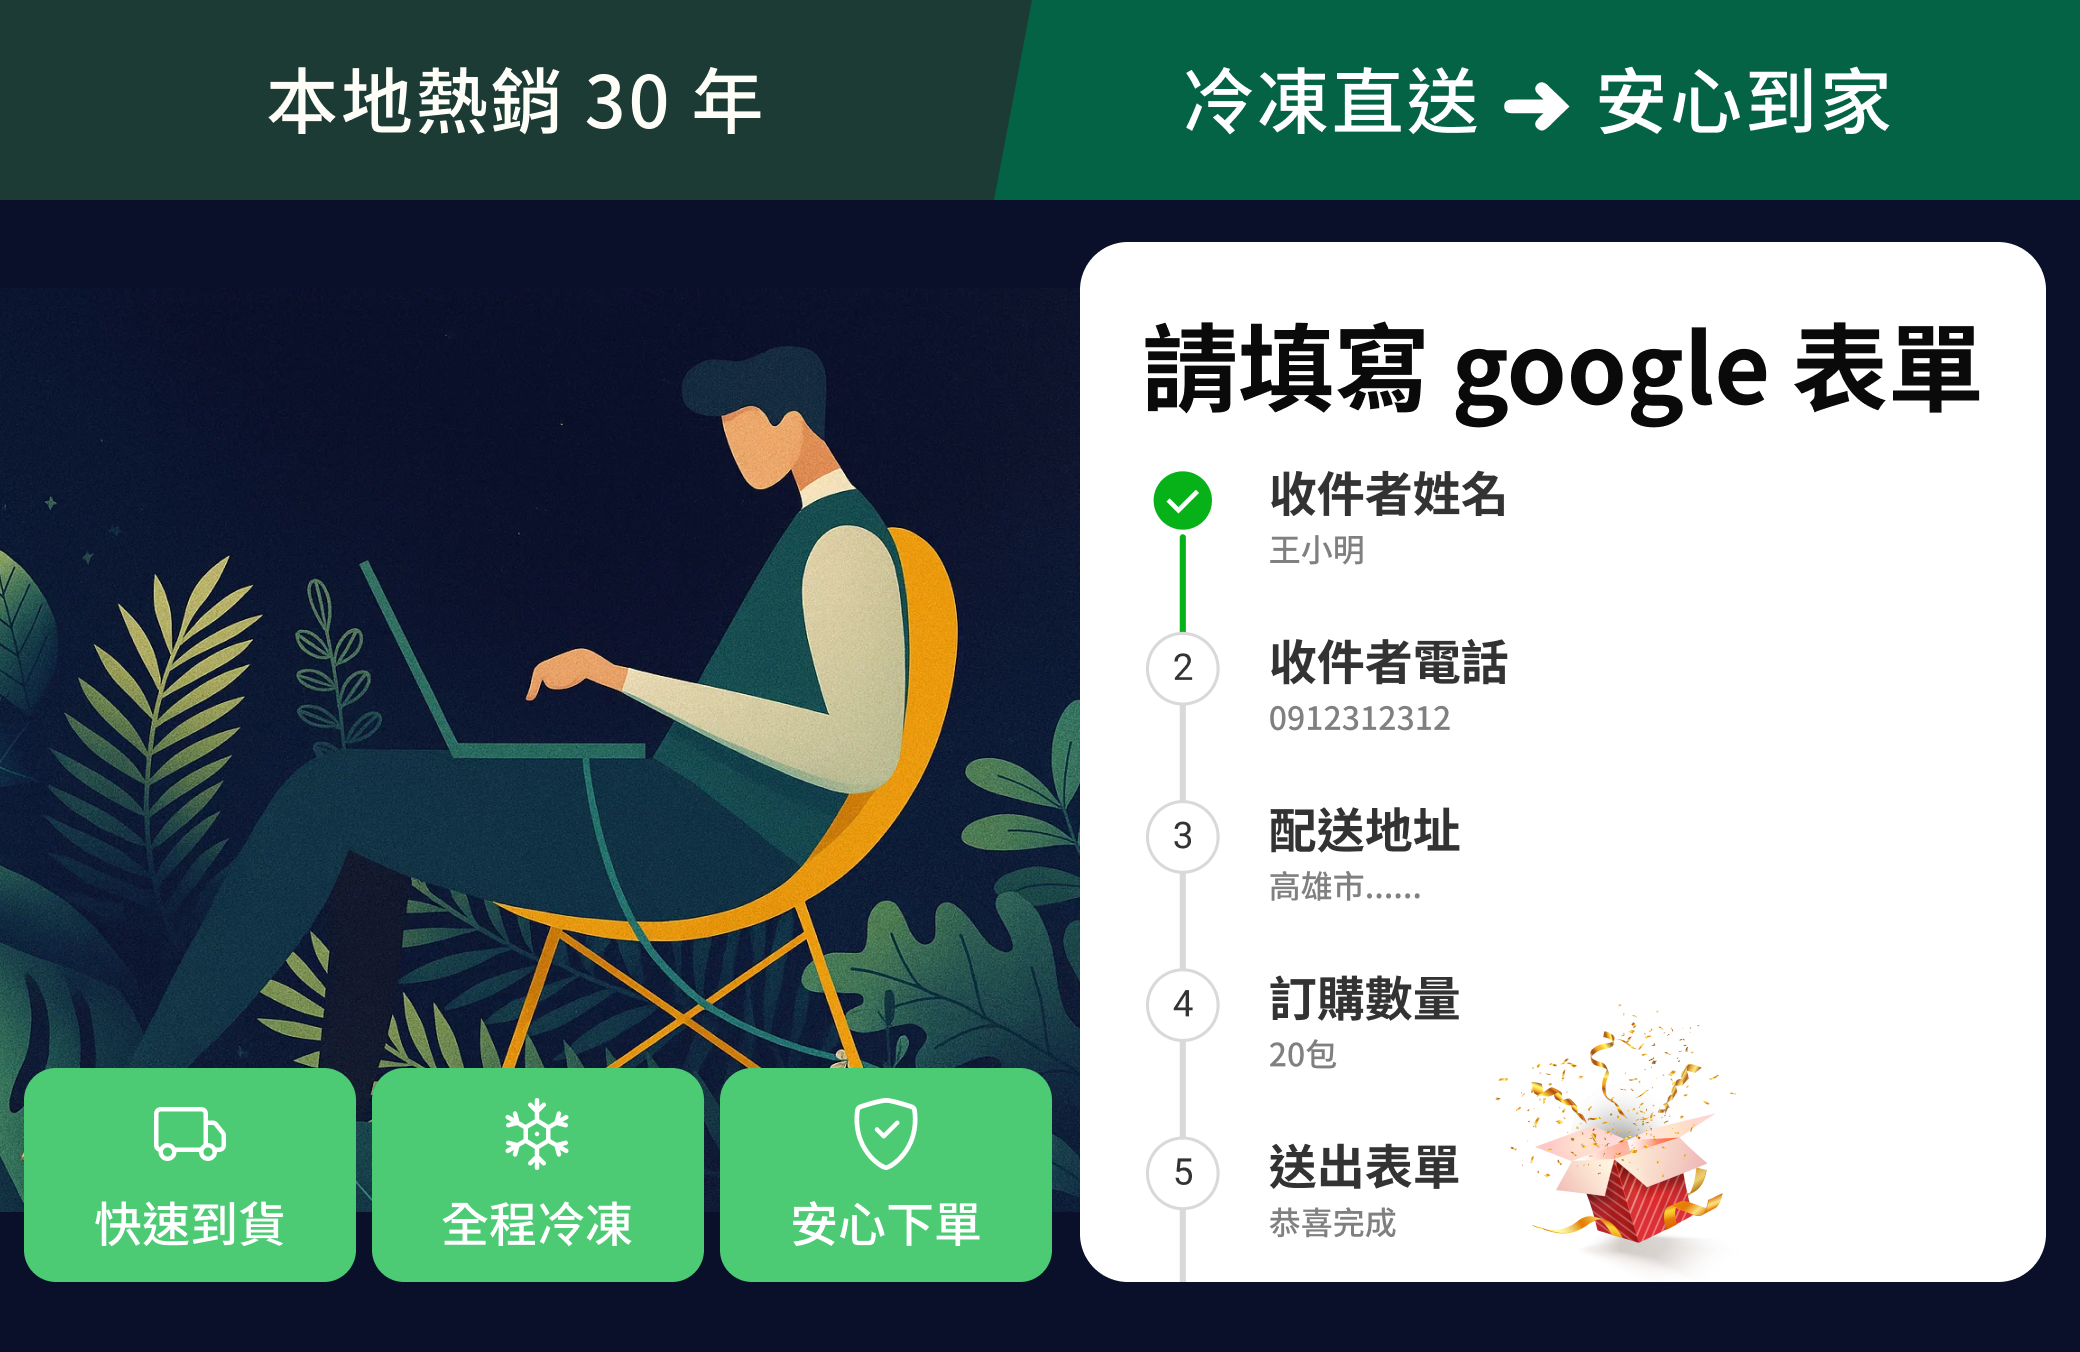 本地熱銷 30 年
冷凍直送 → 安心到家
請填寫 google 表單
收件者姓名
王小明
2
收件者電話
0912312312
3
配送地址
高雄市......
4
訂購數量
20包
5
送出表單
恭喜完成
快速到貨
全程冷凍
安心下單